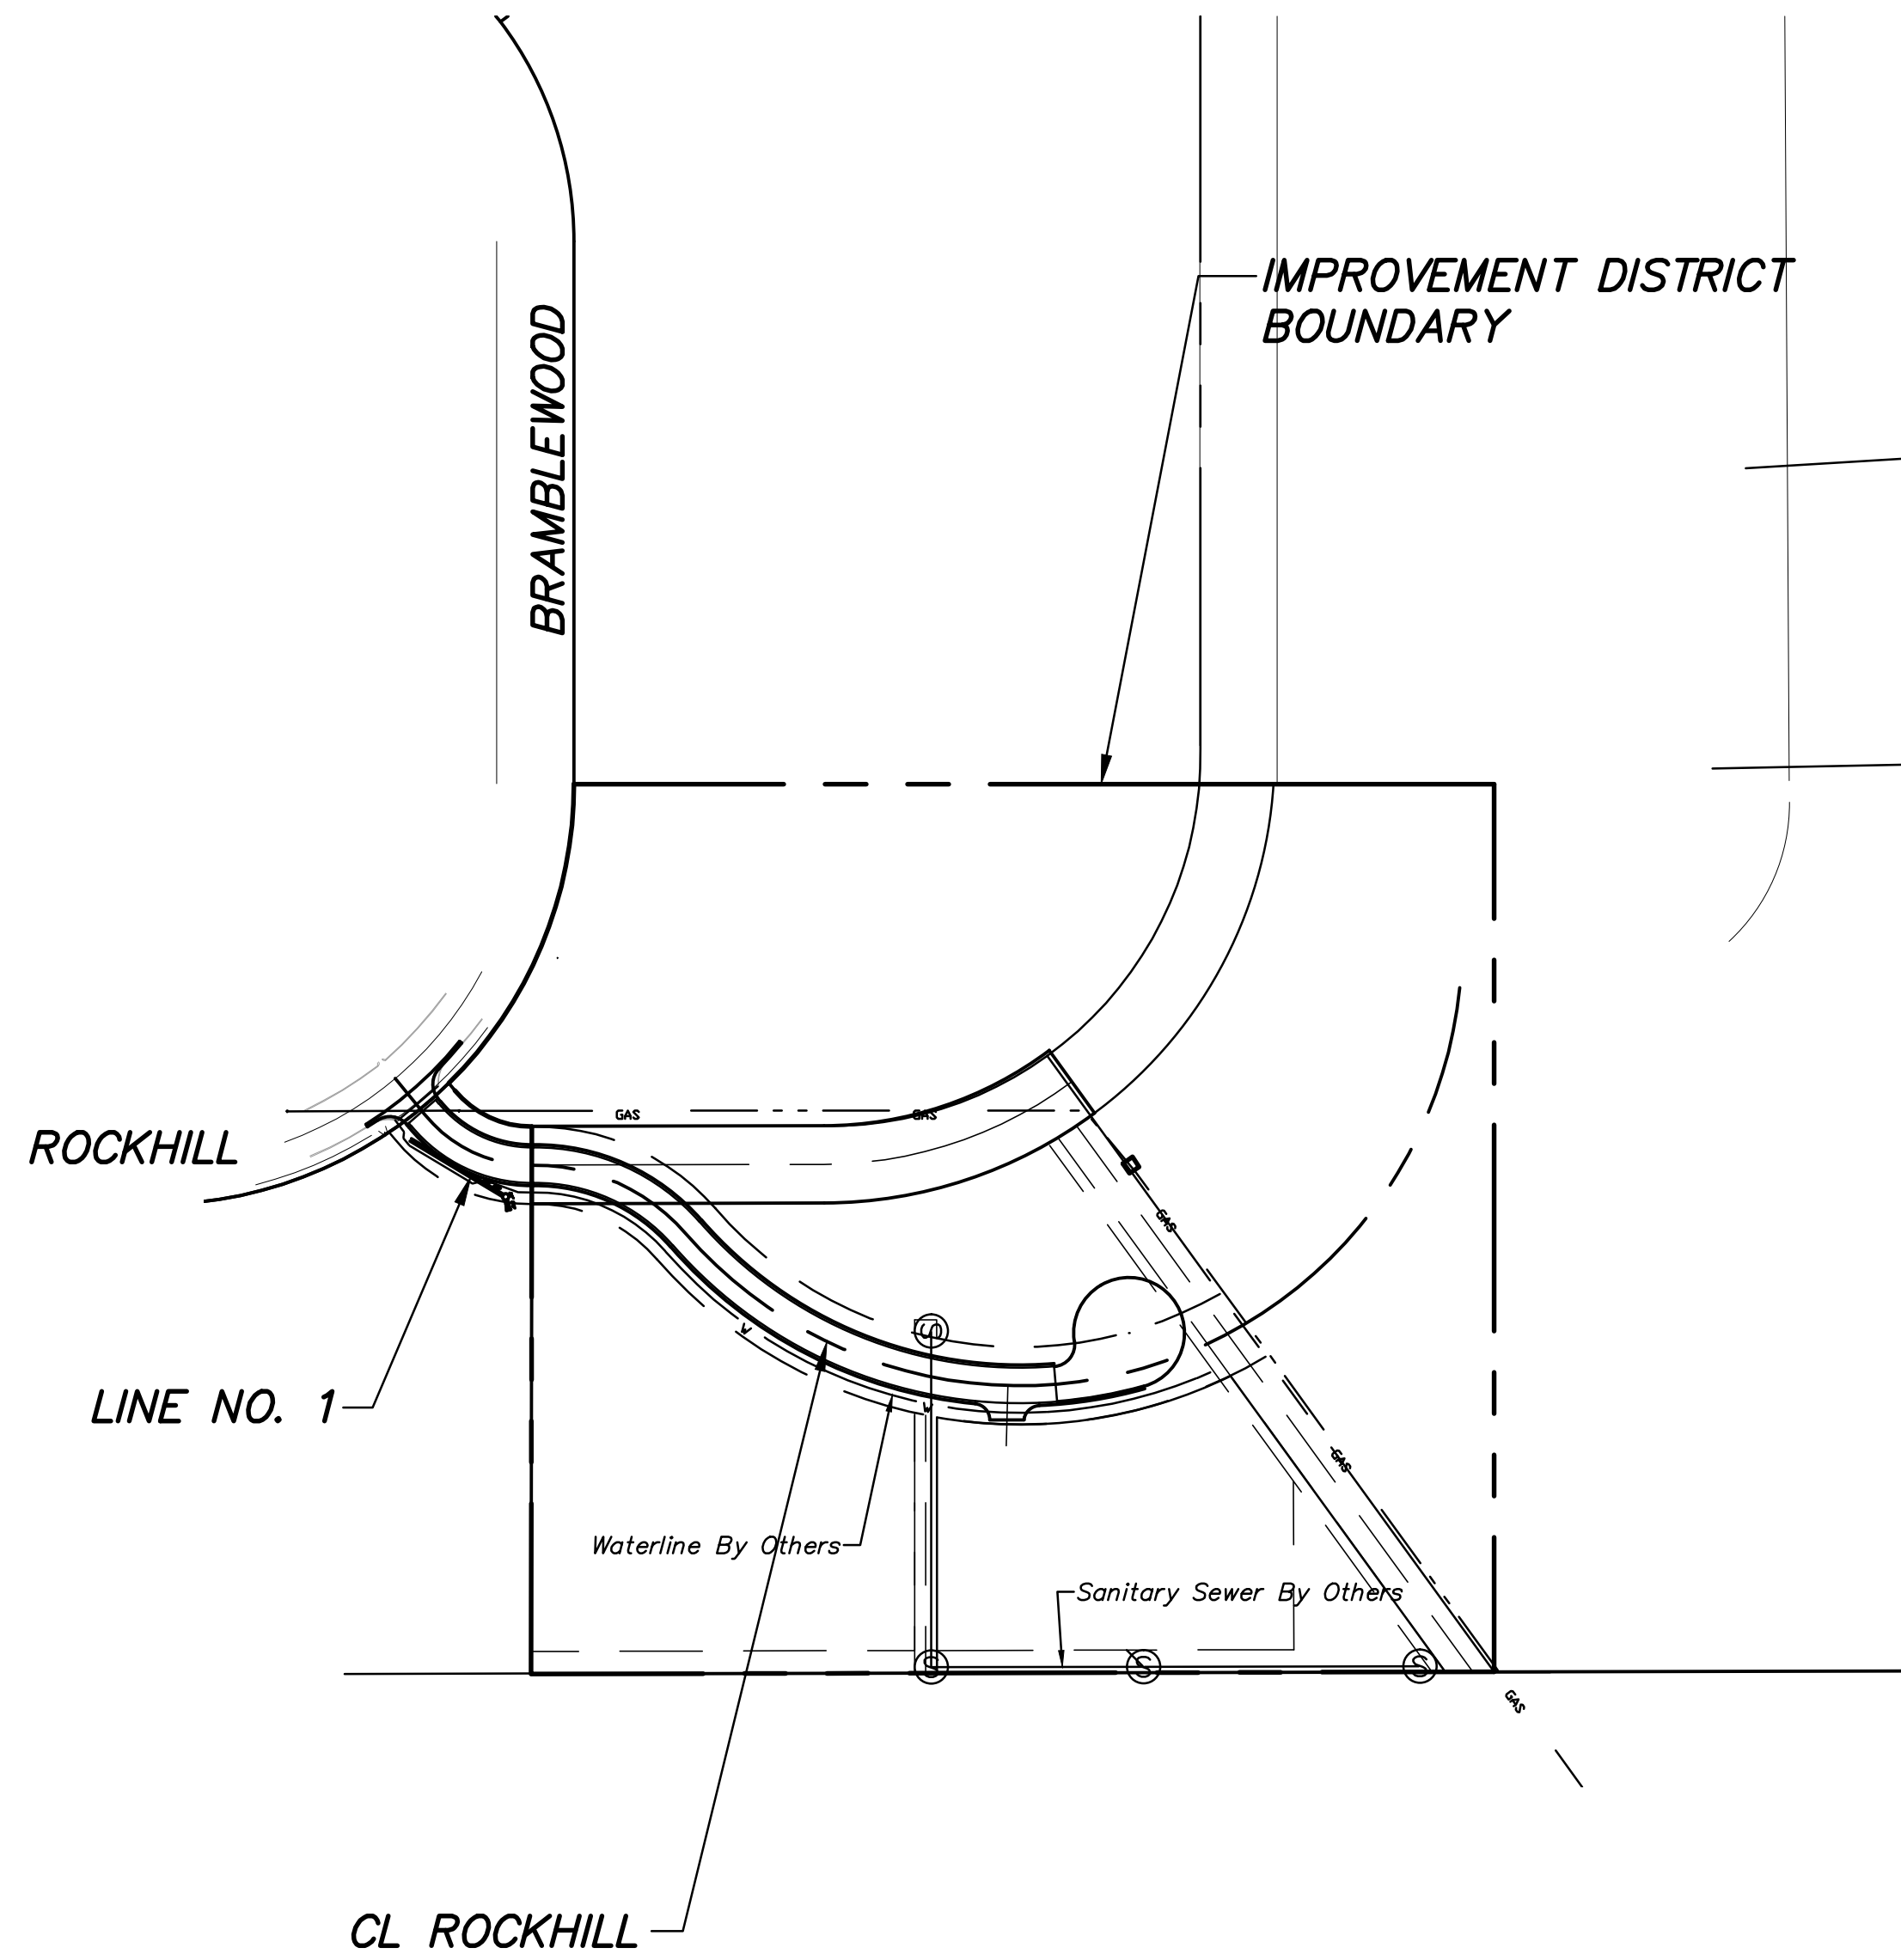 IMPROVEMENT DISTRICT
BOUNDARY
BRAMBLEWOOD
GAS
GAS
ROCKHILL
GAS
W
S
LINE NO. 1
W
GAS
Waterline By Others
Sanitary Sewer By Others
S
S
S
GAS
CL ROCKHILL